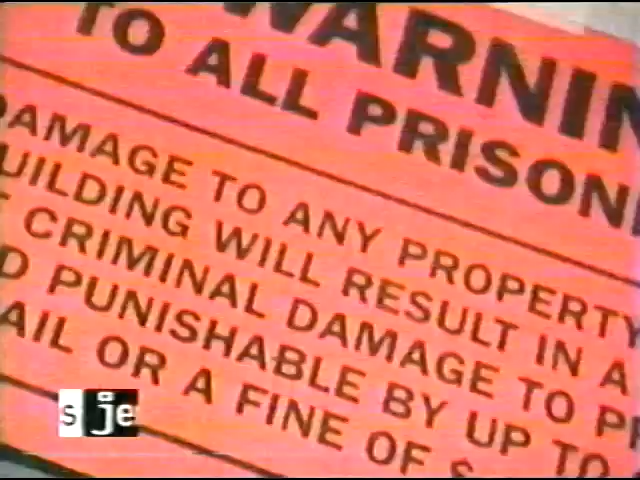 WARNIN
TO ALL PRISON
DAMAGE TO ANY PROPERTY
UILDING WILL RESULT IN A
CRIMINAL DAMAGE TO P
D PUNISHABLE BY UP TO
AIL OR A FINE OF $
s je